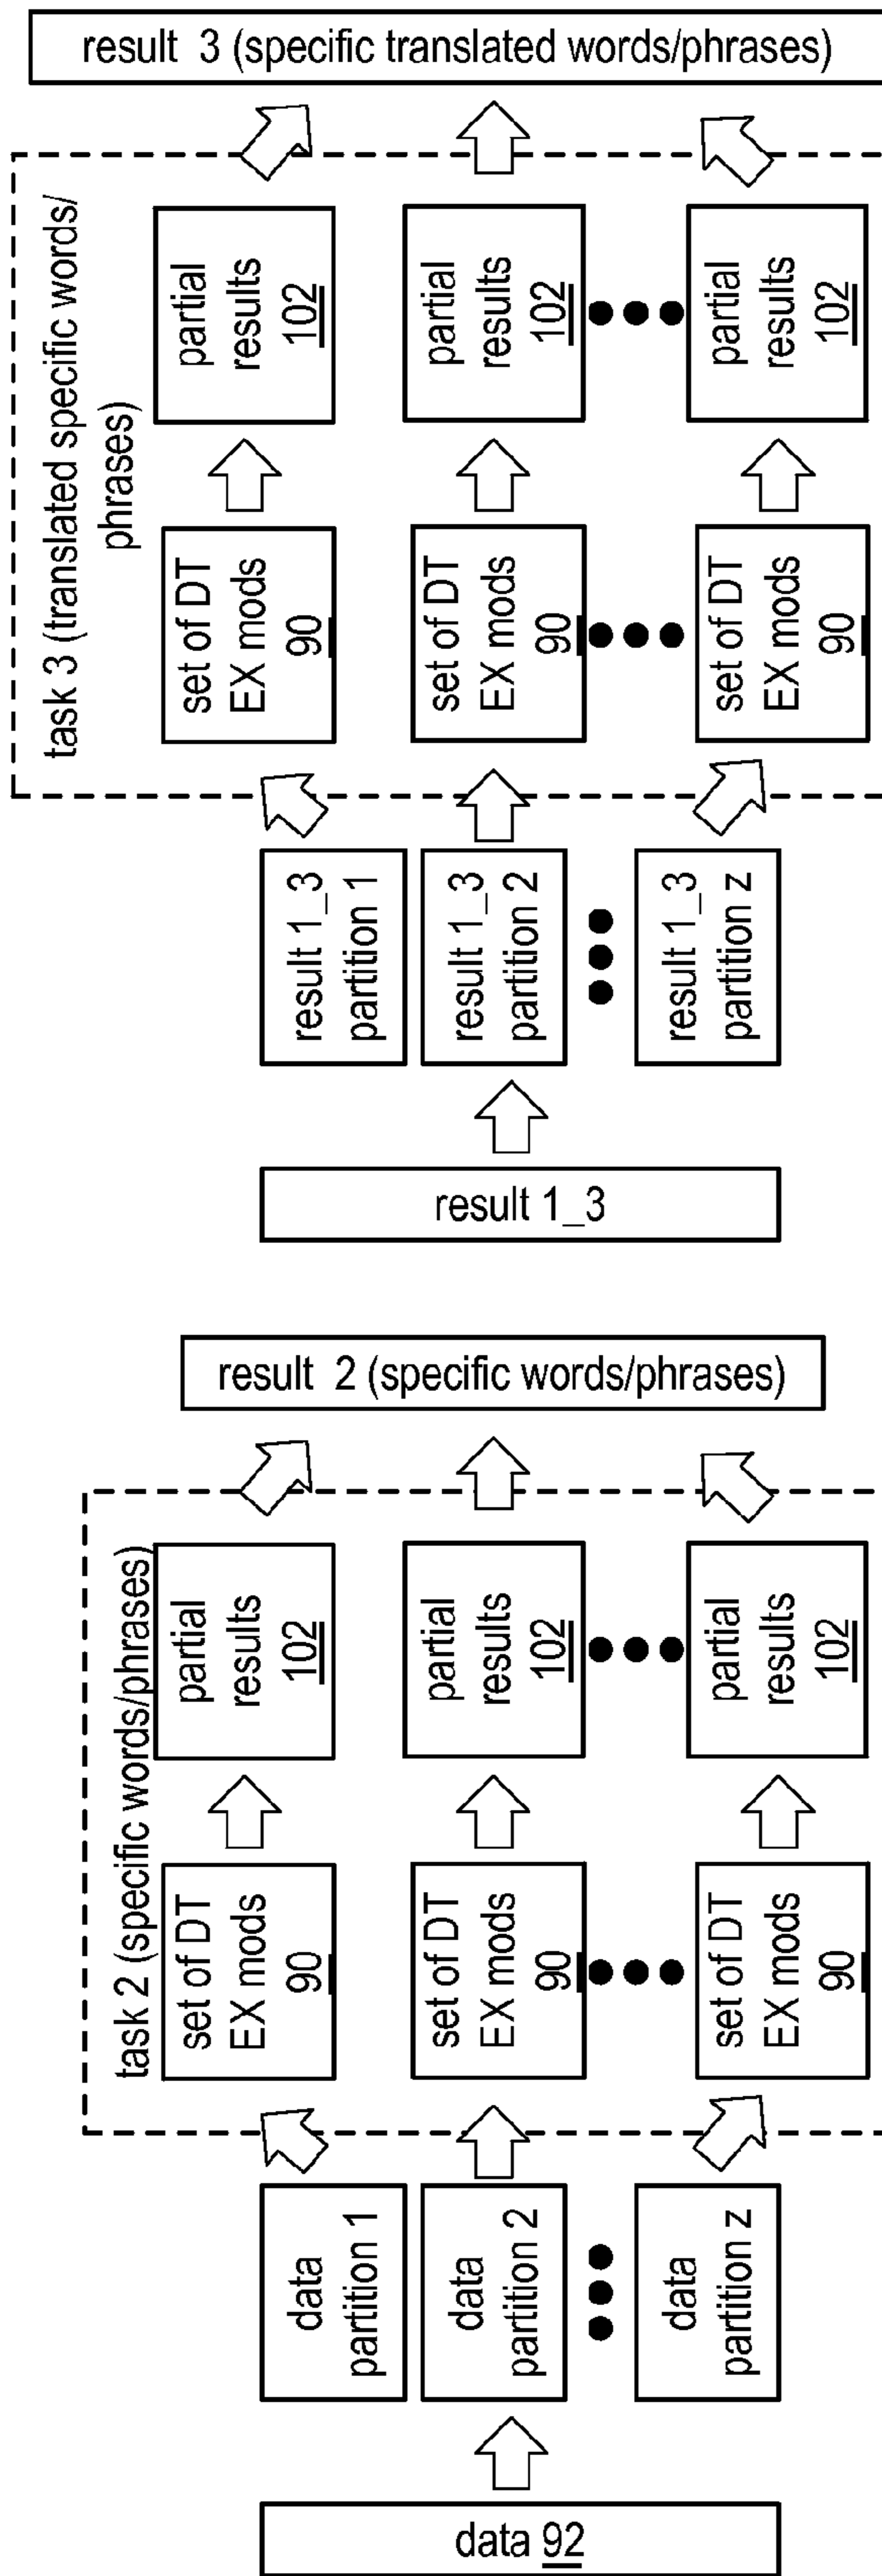 data 92
data
partition 1
data
partition 2
data
partition z
task 2 (specific words/phrases)
set of DT
EX mods
90
set of DT
EX mods
90
set of DT
EX mods
90
partial
results
102
partial
results
102
partial
results
102
result 2 (specific words/phrases)
result 1_3
result 1_3
partition 1
result 1_3
partition 2
result 1_3
partition z
task 3 (translated specific words/
phrases)
set of DT
EX mods
90
set of DT
EX mods
90
set of DT
EX mods
90
partial
results
102
partial
results
102
partial
results
102
result 3 (specific translated words/phrases)